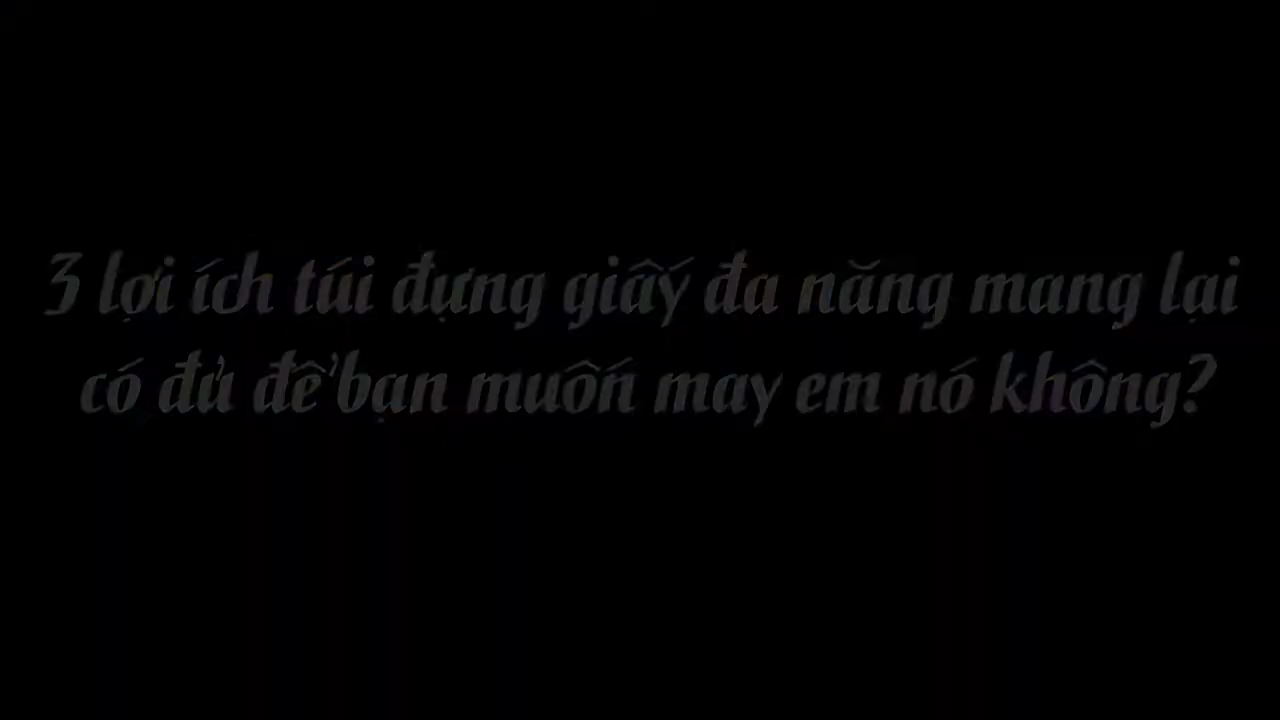 3 lợi ích túi đựng giấy đa năng mang lại
có đủ để bạn muốn may em nó không?